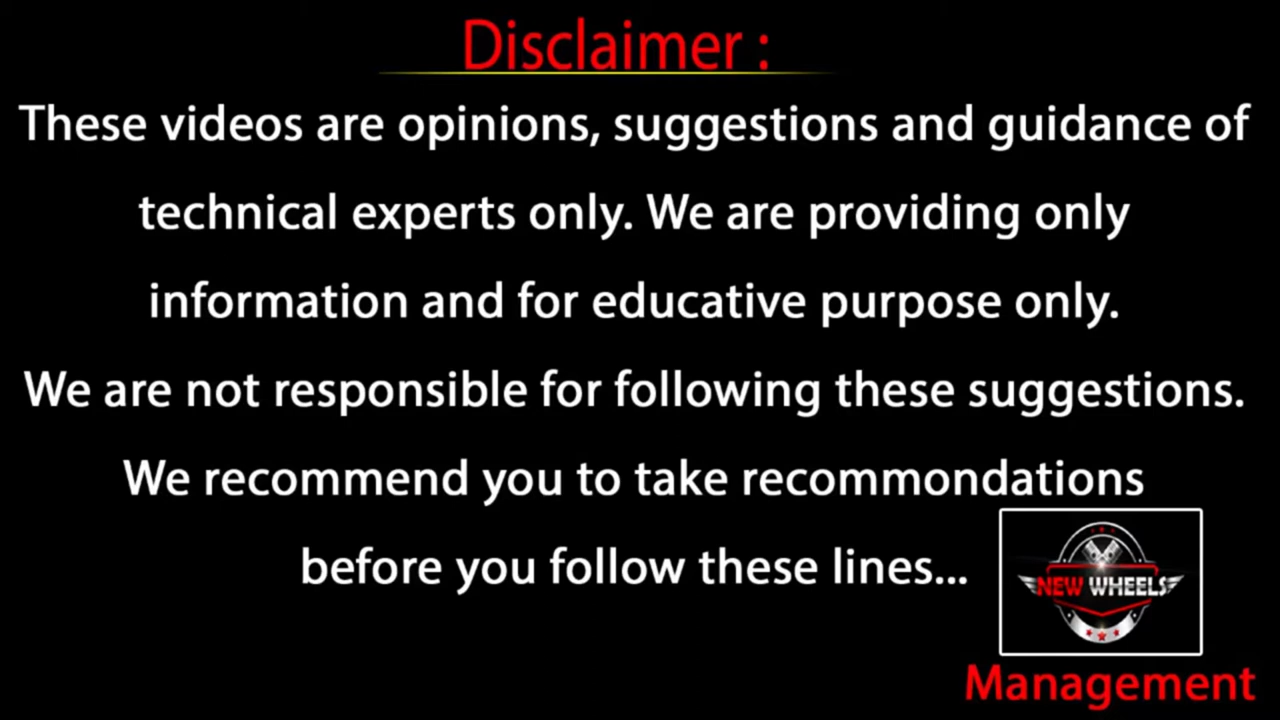 Disclaimer :
These videos are opinions, suggestions and guidance of
technical experts only. We are providing only
information and for educative purpose only.
We are not responsible for following these suggestions.
We recommend you to take recommondations
before you follow these lines...
NEW WHEELS
Management